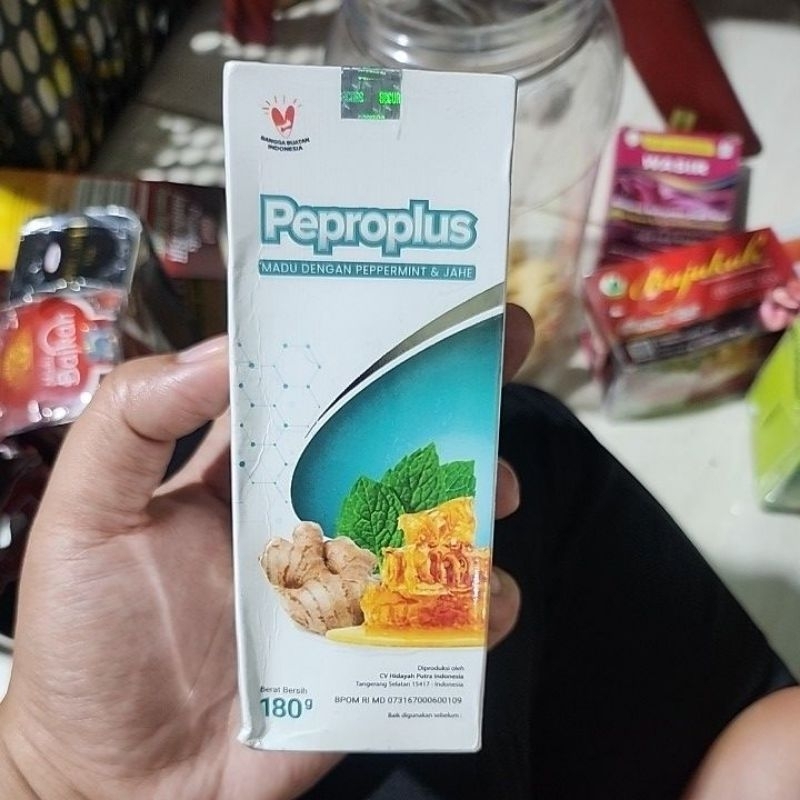 BANGGA BUATAN
INDONESIA
Peproplus
MADU DENGAN PEPPERMINT & JAHE
Diproduksi oleh
CV Hidayah Putra Indonesia
Tangerang Selatan 15417 - Indonesia
Berat Bersih
180g
BPOM RI MD 073167000600109
Baik digunakan sebelum :
WASIR